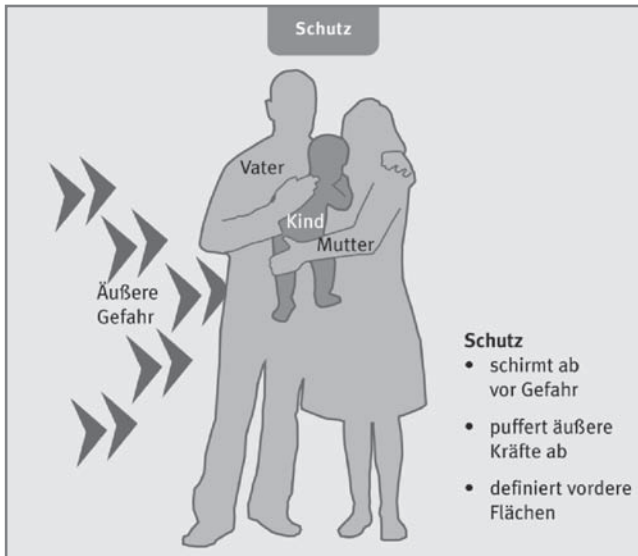 Schutz
Vater
Kind
Mutter
Äußere
Gefahr
Schutz
• schirmt ab
vor Gefahr
• puffert äußere
Kräfte ab
• definiert vordere
Flächen